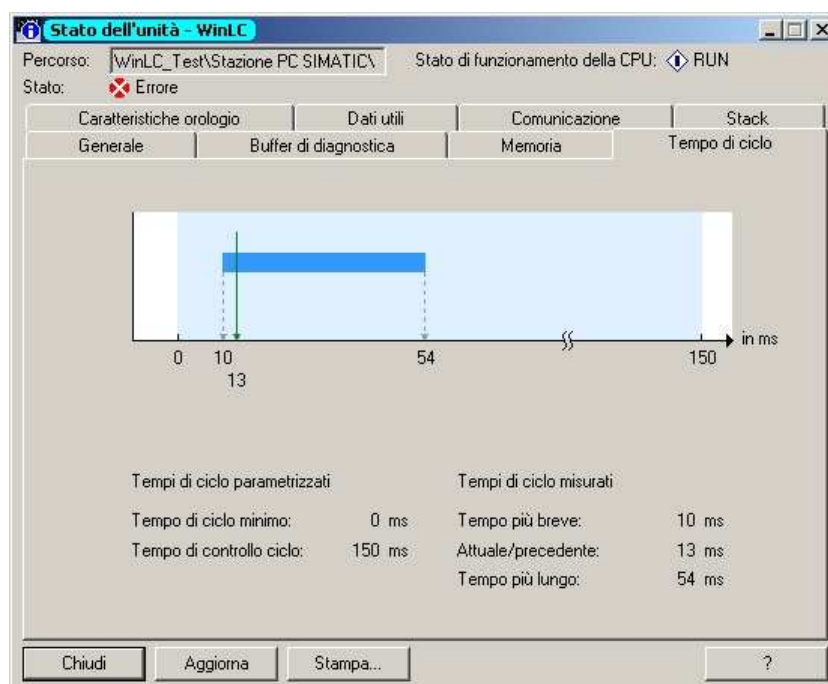 Stato dell'unità - WinLC
Percorso: WinLC_Test\Stazione PC SIMATIC\ Stato di funzionamento della CPU: RUN
Stato: Errore
Caratteristiche orologio Dati utili Comunicazione Stack
Generale Buffer di diagnostica Memoria Tempo di ciclo
in ms
0 10 54 150
13
Tempi di ciclo parametrizzati Tempi di ciclo misurati
Tempo di ciclo minimo: 0 ms Tempo più breve: 10 ms
Tempo di controllo ciclo: 150 ms Attuale/precedente: 13 ms
Tempo più lungo: 54 ms
Chiudi Aggiorna Stampa... ?